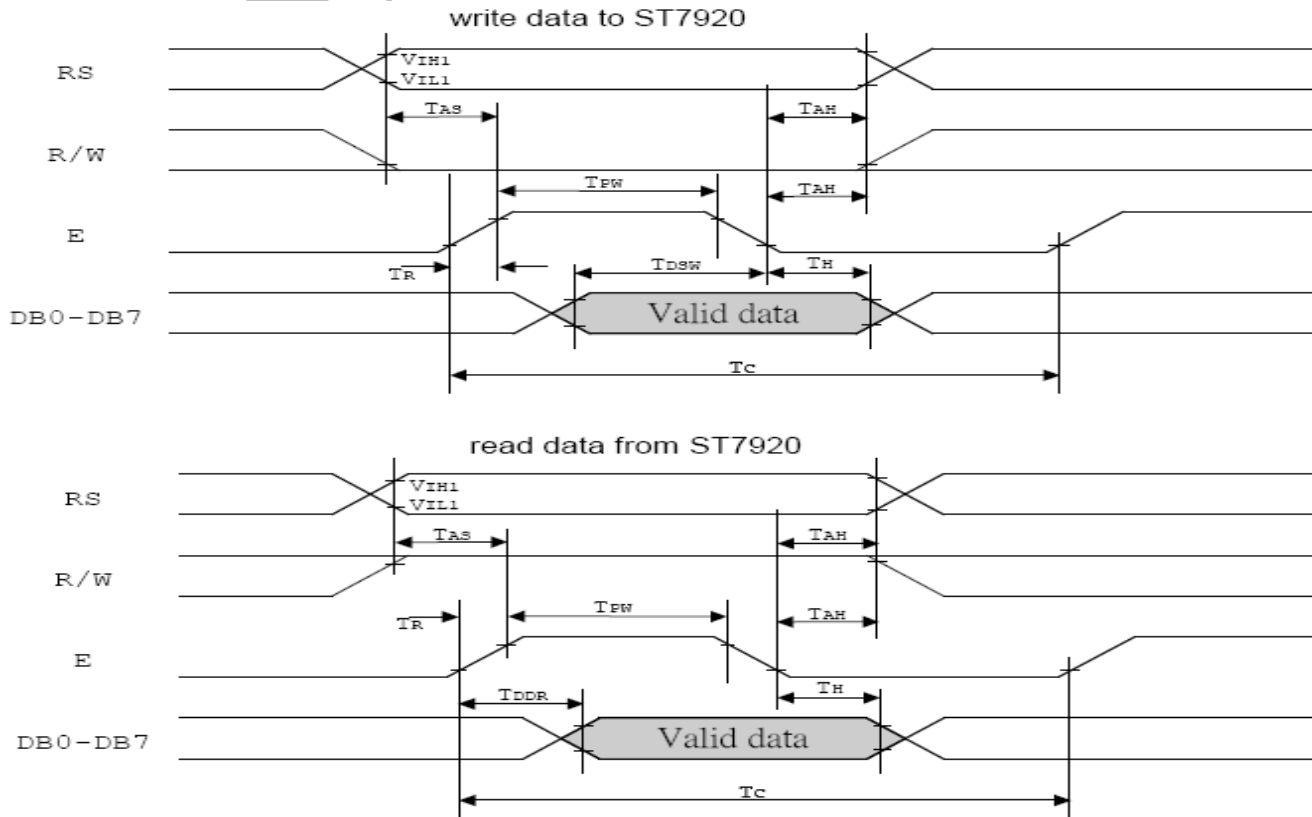 write data to ST7920
RS
VIH1
VIL1
TAS
TAH
R/W
TPW
TAH
E
TR
TDSW
TH
DB0-DB7
Valid data
TC
read data from ST7920
RS
VIH1
VIL1
TAS
TAH
R/W
TR
TPW
TAH
E
TDDR
TH
DB0-DB7
Valid data
TC